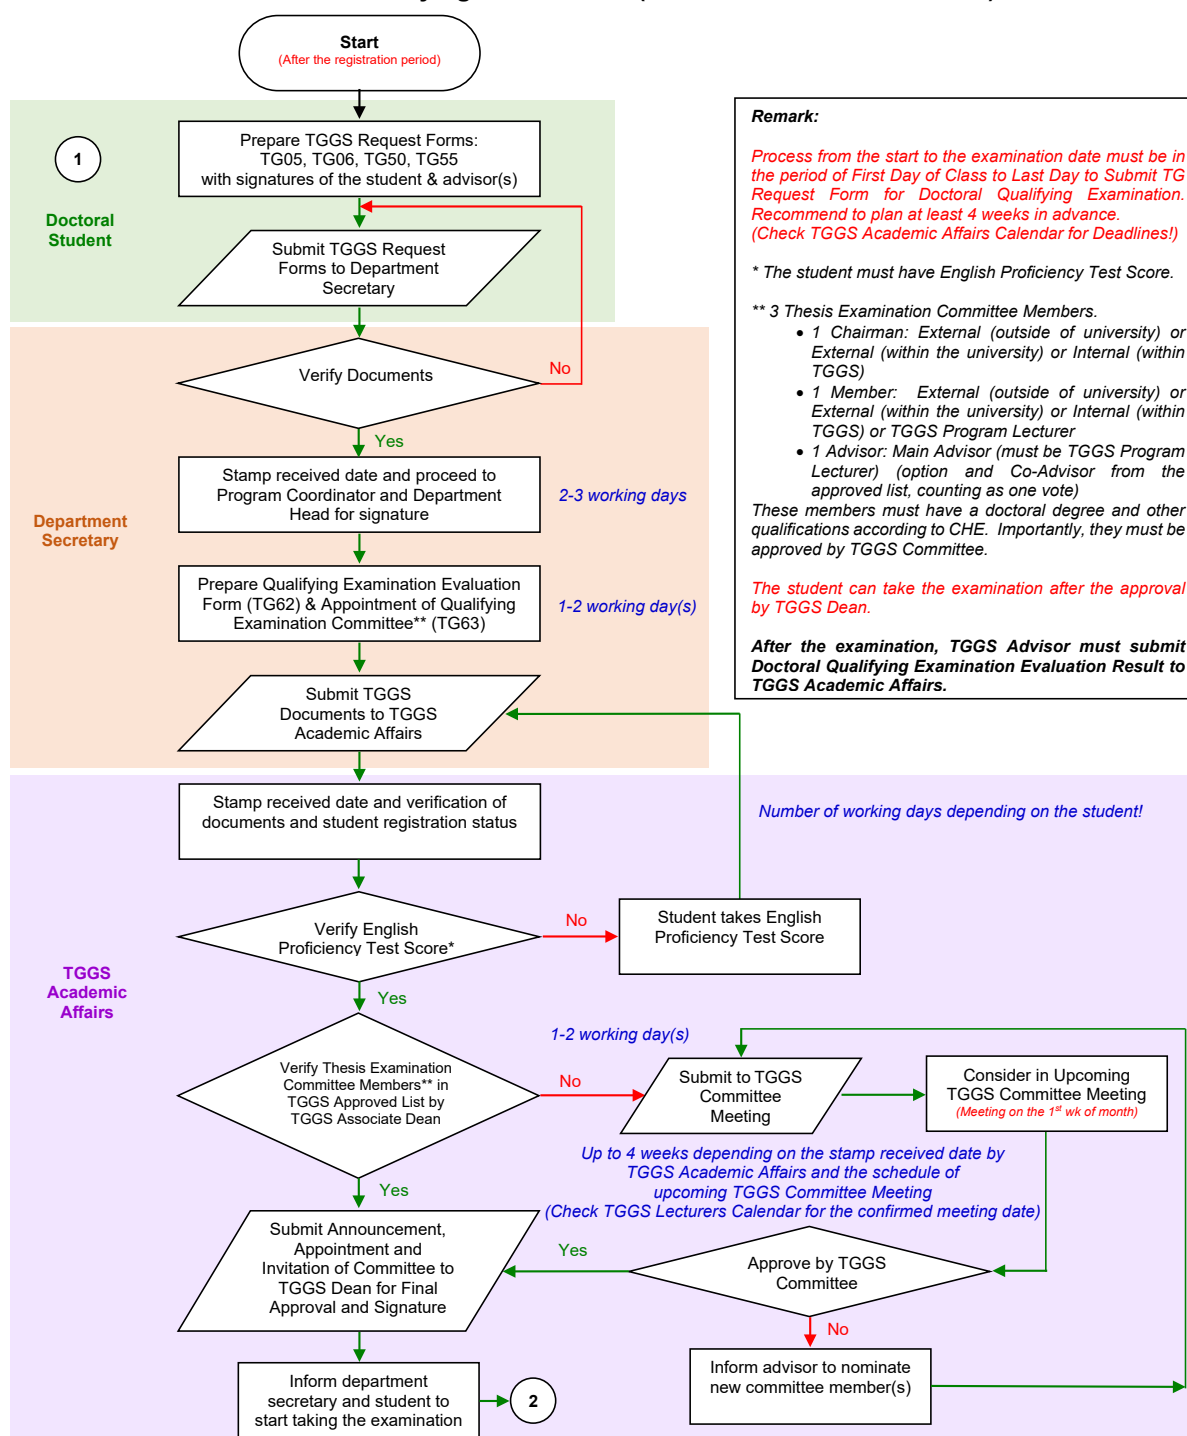 Start
(After the registration period)
1
Doctoral
Student
Prepare TGGS Request Forms:
TG05, TG06, TG50, TG55
with signatures of the student & advisor(s)
Submit TGGS Request
Forms to Department
Secretary
Remark:
Process from the start to the examination date must be in
the period of First Day of Class to Last Day to Submit TG
Request Form for Doctoral Qualifying Examination.
Recommend to plan at least 4 weeks in advance.
(Check TGGS Academic Affairs Calendar for Deadlines!)
* The student must have English Proficiency Test Score.
** 3 Thesis Examination Committee Members.
• 1 Chairman: External (outside of university) or
External (within the university) or Internal (within
TGGS)
• 1 Member: External (outside of university) or
External (within the university) or Internal (within
TGGS) or TGGS Program Lecturer
• 1 Advisor: Main Advisor (must be TGGS Program
Lecturer) (option and Co-Advisor from the
approved list, counting as one vote)
These members must have a doctoral degree and other
qualifications according to CHE. Importantly, they must be
approved by TGGS Committee.
The student can take the examination after the approval
by TGGS Dean.
After the examination, TGGS Advisor must submit
Doctoral Qualifying Examination Evaluation Result to
TGGS Academic Affairs.
Department
Secretary
Verify Documents
No
Yes
Stamp received date and proceed to
Program Coordinator and Department
Head for signature
2-3 working days
Prepare Qualifying Examination Evaluation
Form (TG62) & Appointment of Qualifying
Examination Committee** (TG63)
1-2 working day(s)
Submit TGGS
Documents to TGGS
Academic Affairs
TGGS
Academic
Affairs
Stamp received date and verification of
documents and student registration status
Number of working days depending on the student!
Verify English
Proficiency Test Score*
No
Student takes English
Proficiency Test Score
Yes
1-2 working day(s)
Verify Thesis Examination
Committee Members** in
TGGS Approved List by
TGGS Associate Dean
No
Submit to TGGS
Committee
Meeting
Consider in Upcoming
TGGS Committee Meeting
(Meeting on the 1st wk of month)
Up to 4 weeks depending on the stamp received date by
TGGS Academic Affairs and the schedule of
upcoming TGGS Committee Meeting
(Check TGGS Lecturers Calendar for the confirmed meeting date)
Yes
Submit Announcement,
Appointment and
Invitation of Committee to
TGGS Dean for Final
Approval and Signature
Yes
Approve by TGGS
Committee
No
Inform advisor to nominate
new committee member(s)
Inform department
secretary and student to
start taking the examination
2